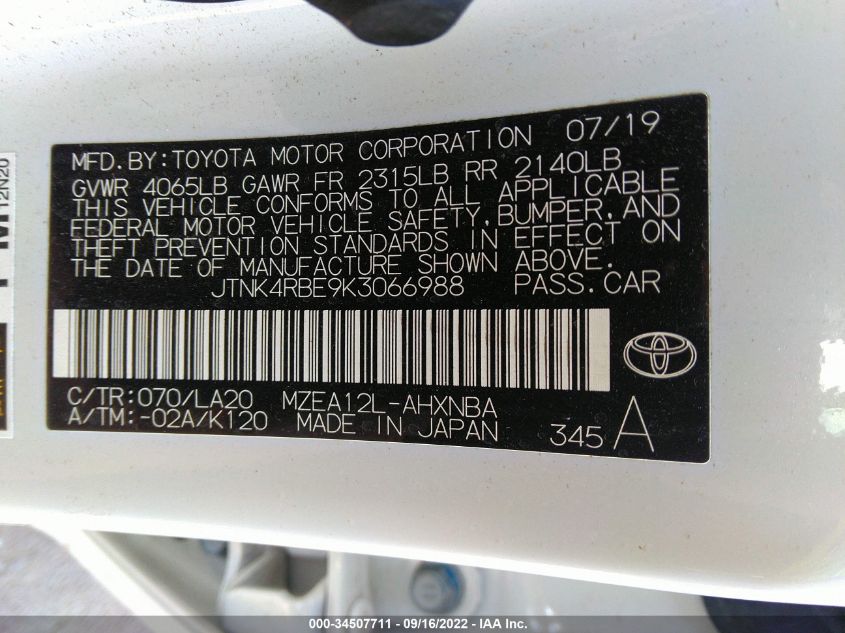 MFD. BY: TOYOTA MOTOR CORPORATION 07/19
GVWR 4065LB GAWR FR 2315LB RR 2140LB
THIS VEHICLE CONFORMS TO ALL APPLICABLE
FEDERAL MOTOR VEHICLE SAFETY, BUMPER, AND
THEFT PREVENTION STANDARDS IN EFFECT ON
THE DATE OF MANUFACTURE SHOWN ABOVE.
JTNK4RBE9K3066988 PASS. CAR
C/TR: 070/LA20 MZEA12L-AHXNBA
A/TM: -02A/K120 MADE IN JAPAN 345 A
12N20
000-34507711 - 09/16/2022 - IAA Inc.